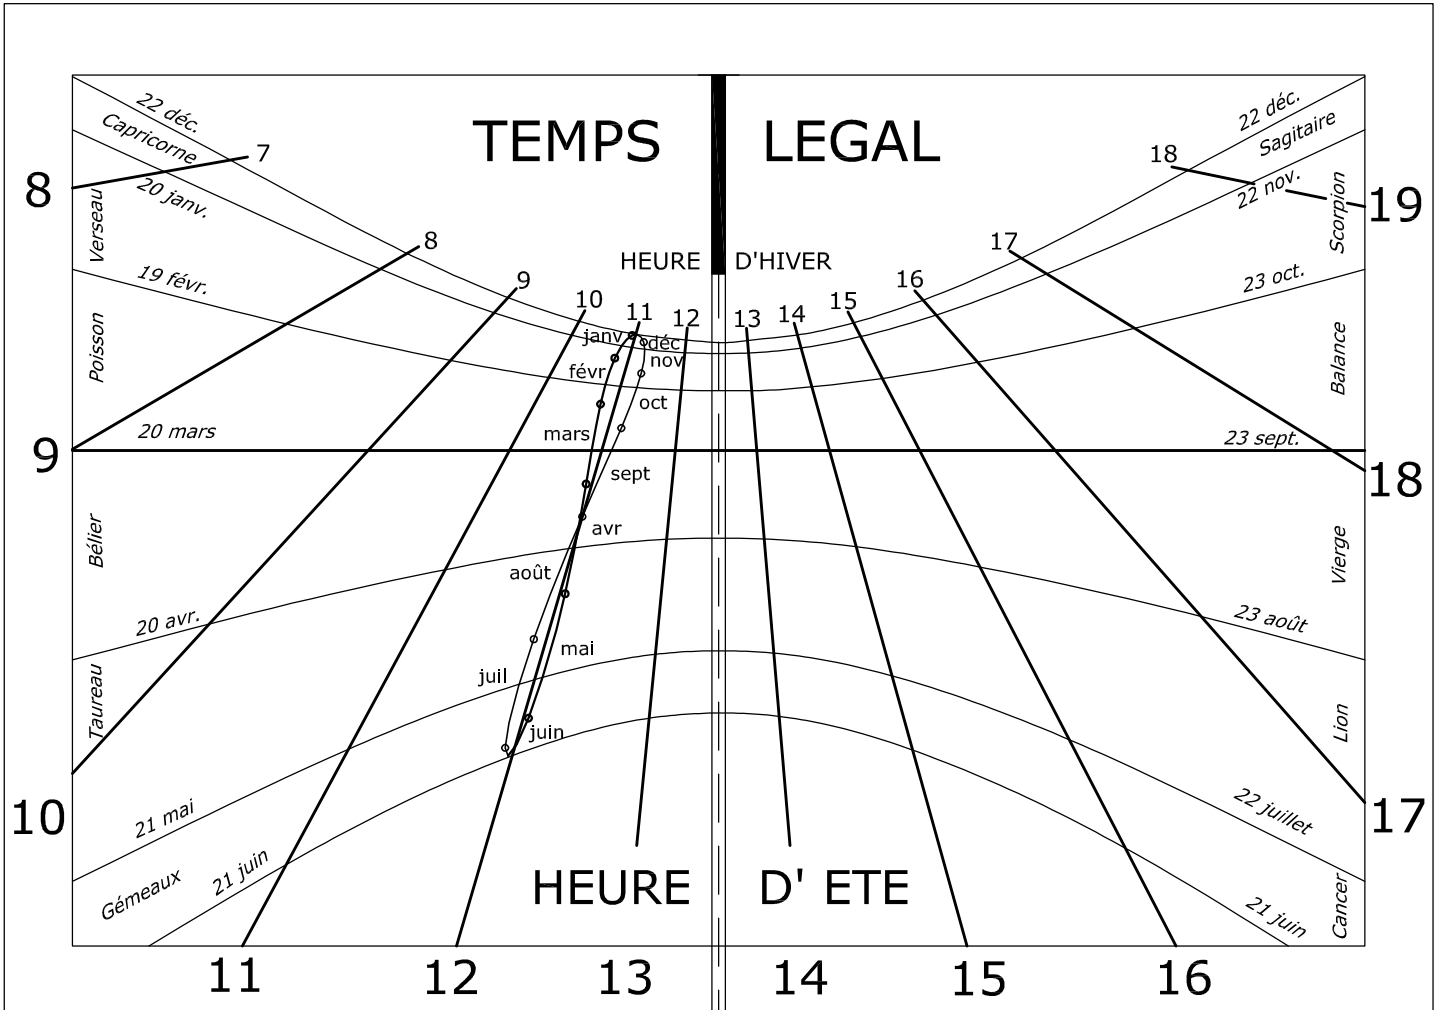 TEMPS LEGAL
22 déc.
Capricorne
20 janv.
7
8
Verseau
22 déc.
Sagitaire
22 nov.
18
Scorpion
19
HEURE D'HIVER
8
9
10
11
12
13
14
15
16
17
19 févr.
23 oct.
Poisson
Balance
janv
déc
nov
févr
oct
mars
20 mars
23 sept.
9
18
sept
avr
août
mai
juil
juin
Bélier
Vierge
20 avr.
23 août
Taureau
Lion
10
17
21 mai
22 juillet
Gémeaux
21 juin
21 juin
Cancer
HEURE D' ETE
11
12
13
14
15
16